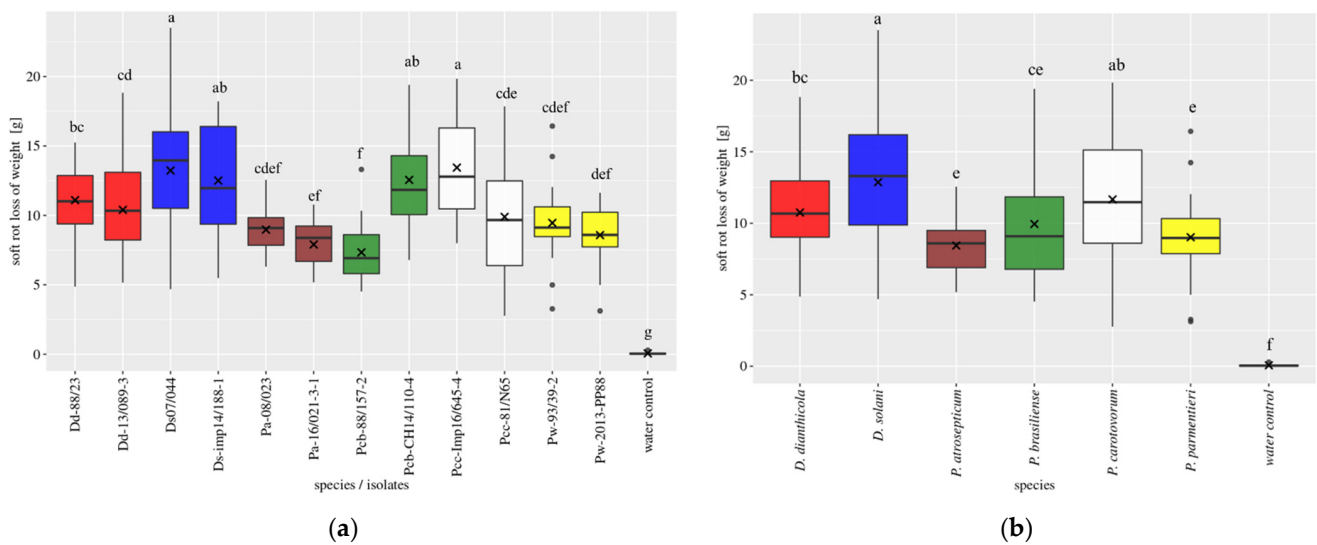 a
cd
ab
a
ab
cde
cdef
bc
cdef
ef
f
def
g
20
15
10
5
0
soft rot loss of weight [g]
Dd-88/23
Dd-13/089-3
Ds07/044
Ds-imp14/188-1
Pa-08/023
Pa-16/021-3-1
Pcb-88/157-2
Pcb-CH14/110-4
Pcc-Imp16/645-4
Pcc-81/N65
Pw-93/39-2
Pw-2013-PP88
water control
species / isolates
(a)
a
bc
ce
ab
e
e
f
20
15
10
5
0
soft rot loss of weight [g]
D. dianthicola
D. solani
P. atrosepticum
P. brasiliense
P. carotovorum
P. parmentieri
water control
species
(b)